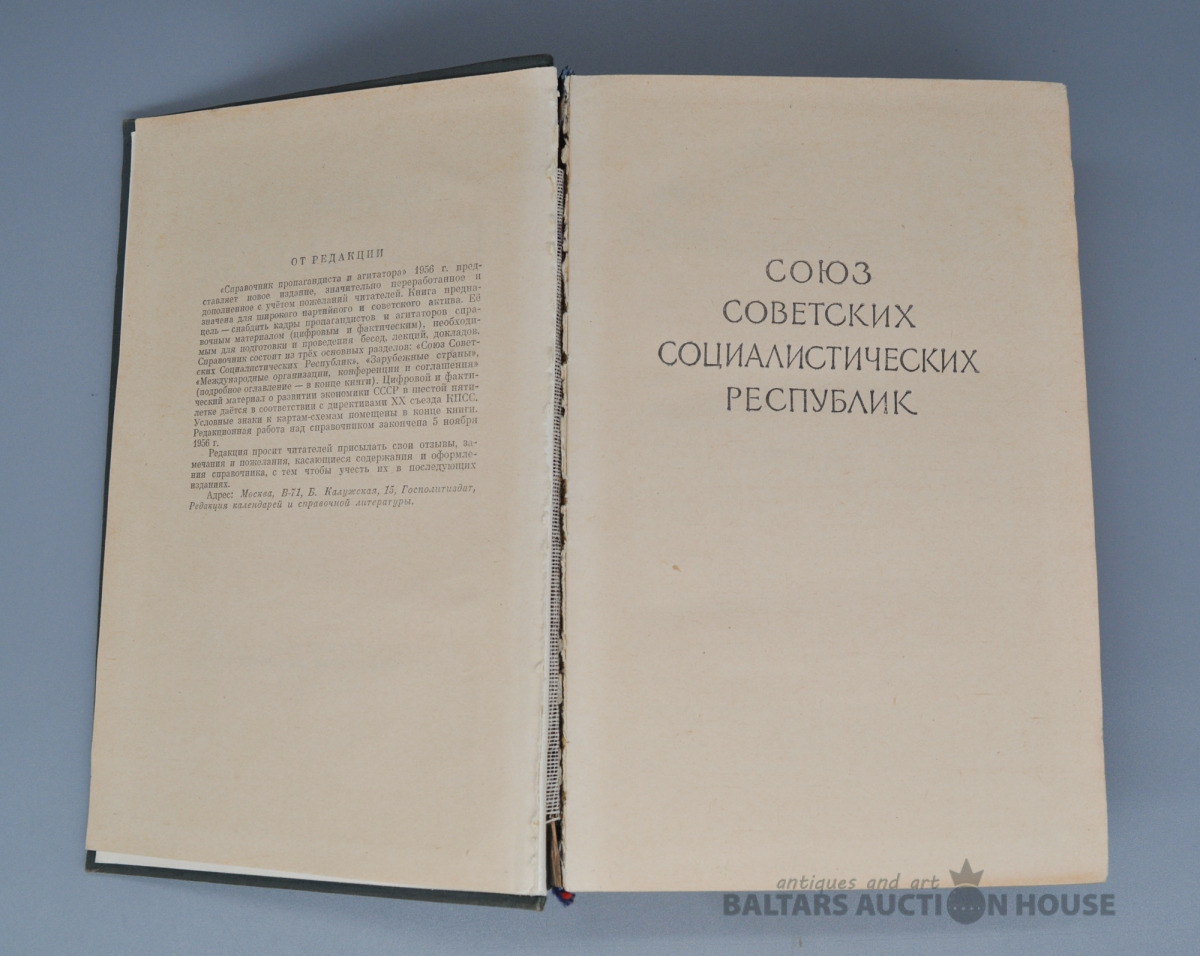 ОТ РЕДАКЦИИ
«Справочник пропагандиста и агитатора» 1956 г. пред-
ставляет новое издание, значительно переработанное и
дополненное с учётом пожеланий читателей. Книга предна-
значена для широкого партийного и советского актива. Её
цель — снабдить кадры пропагандистов и агитаторов спра-
вочным материалом (цифровым и фактическим), необходи-
мым для подготовки и проведения бесед, лекций, докладов.
Справочник состоит из трёх основных разделов: «Союз Совет-
ских Социалистических Республик», «Зарубежные страны»,
«Международные организации, конференции и соглашения»
(подробное оглавление — в конце книги). Цифровой и факти-
ческий материал о развитии экономики СССР в шестой пяти-
летке даётся в соответствии с директивами XX съезда КПСС.
Условные знаки к картам-схемам помещены в конце книги.
Редакционная работа над справочником закончена 5 ноября
1956 г.
Редакция просит читателей присылать свои отзывы, за-
мечания и пожелания, касающиеся содержания и оформле-
ния справочника, с тем чтобы учесть их в последующих
изданиях.
Адрес: Москва, В-71, Б. Калужская, 15, Госполитиздат,
Редакция календарей и справочной литературы.
СОЮЗ
СОВЕТСКИХ
СОЦИАЛИСТИЧЕСКИХ
РЕСПУБЛИК
antiques and art
BALTARS AUCTION HOUSE